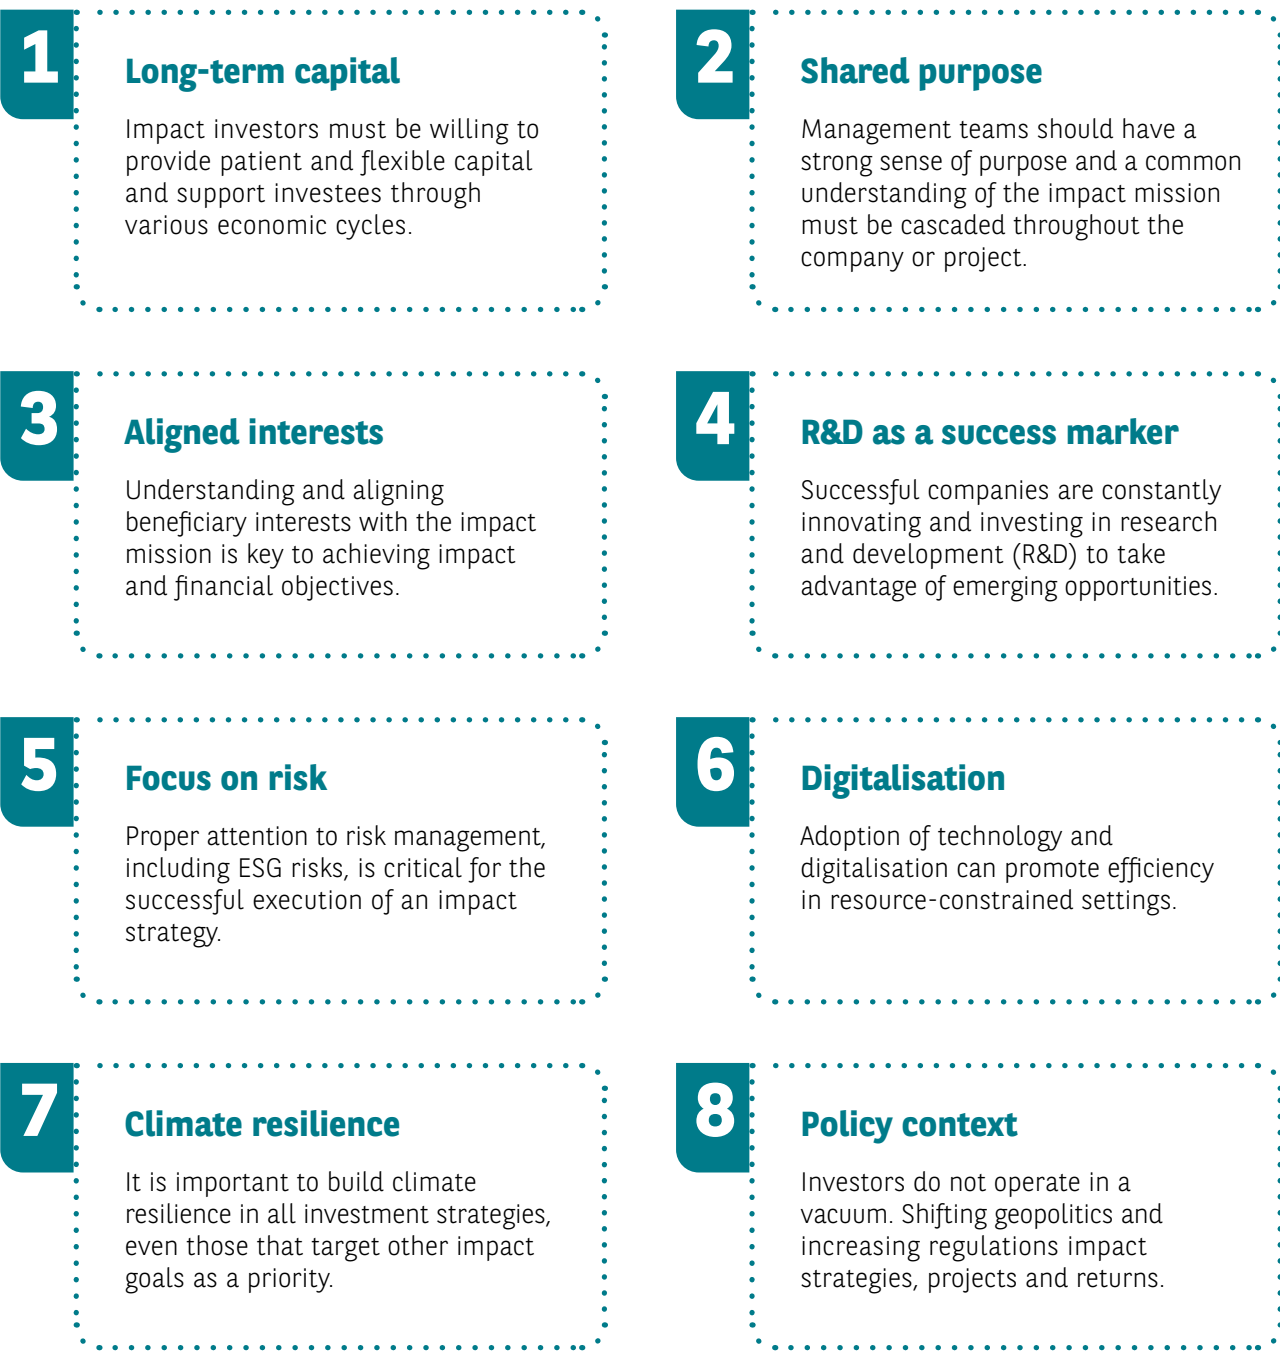 1
Long-term capital
Impact investors must be willing to
provide patient and flexible capital
and support investees through
various economic cycles.
2
Shared purpose
Management teams should have a
strong sense of purpose and a common
understanding of the impact mission
must be cascaded throughout the
company or project.
3
Aligned interests
Understanding and aligning
beneficiary interests with the impact
mission is key to achieving impact
and financial objectives.
4
R&D as a success marker
Successful companies are constantly
innovating and investing in research
and development (R&D) to take
advantage of emerging opportunities.
5
Focus on risk
Proper attention to risk management,
including ESG risks, is critical for the
successful execution of an impact
strategy.
6
Digitalisation
Adoption of technology and
digitalisation can promote efficiency
in resource-constrained settings.
7
Climate resilience
It is important to build climate
resilience in all investment strategies,
even those that target other impact
goals as a priority.
8
Policy context
Investors do not operate in a
vacuum. Shifting geopolitics and
increasing regulations impact
strategies, projects and returns.